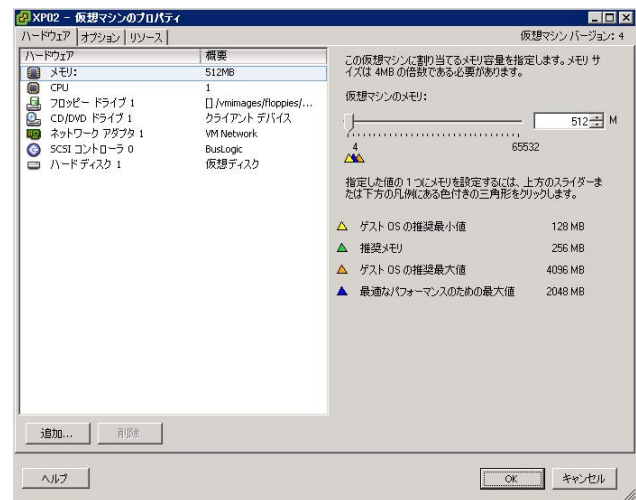 XP02 - 仮想マシンのプロパティ
ハードウェア オプション リソース
仮想マシン バージョン: 4
ハードウェア 概要
メモリ: 512MB
CPU 1
フロッピー ドライブ 1 [] /vmimages/floppies/...
CD/DVD ドライブ 1 クライアント デバイス
ネットワーク アダプタ 1 VM Network
SCSI コントローラ 0 BusLogic
ハード ディスク 1 仮想ディスク
追加...
削除
この仮想マシンに割り当てるメモリ容量を指定します。メモリ サ
イズは 4MB の倍数である必要があります。
仮想マシンのメモリ:
512 M
4 65532
指定した値の 1 つにメモリを設定するには、上方のスライダーま
たは下方の凡例にある色付きの三角形をクリックします。
ゲスト OS の推奨最小値 128 MB
推奨メモリ 256 MB
ゲスト OS の推奨最大値 4096 MB
最適なパフォーマンスのための最大値 2048 MB
ヘルプ
OK
キャンセル